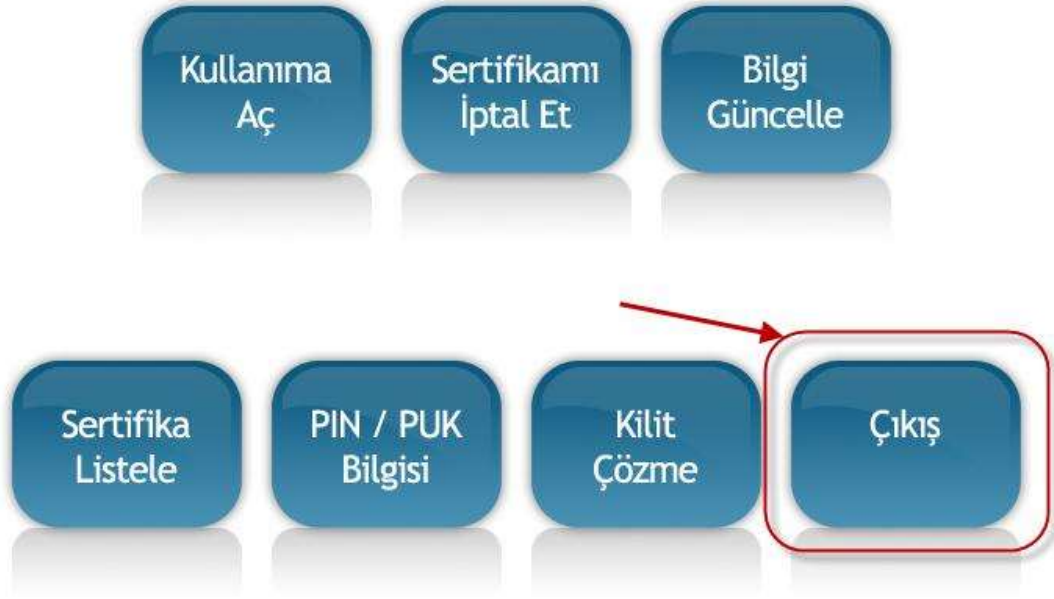 Kullanıma
Aç
Sertifikamı
İptal Et
Bilgi
Güncelle
Sertifika
Listele
PIN / PUK
Bilgisi
Kilit
Çözme
Çıkış